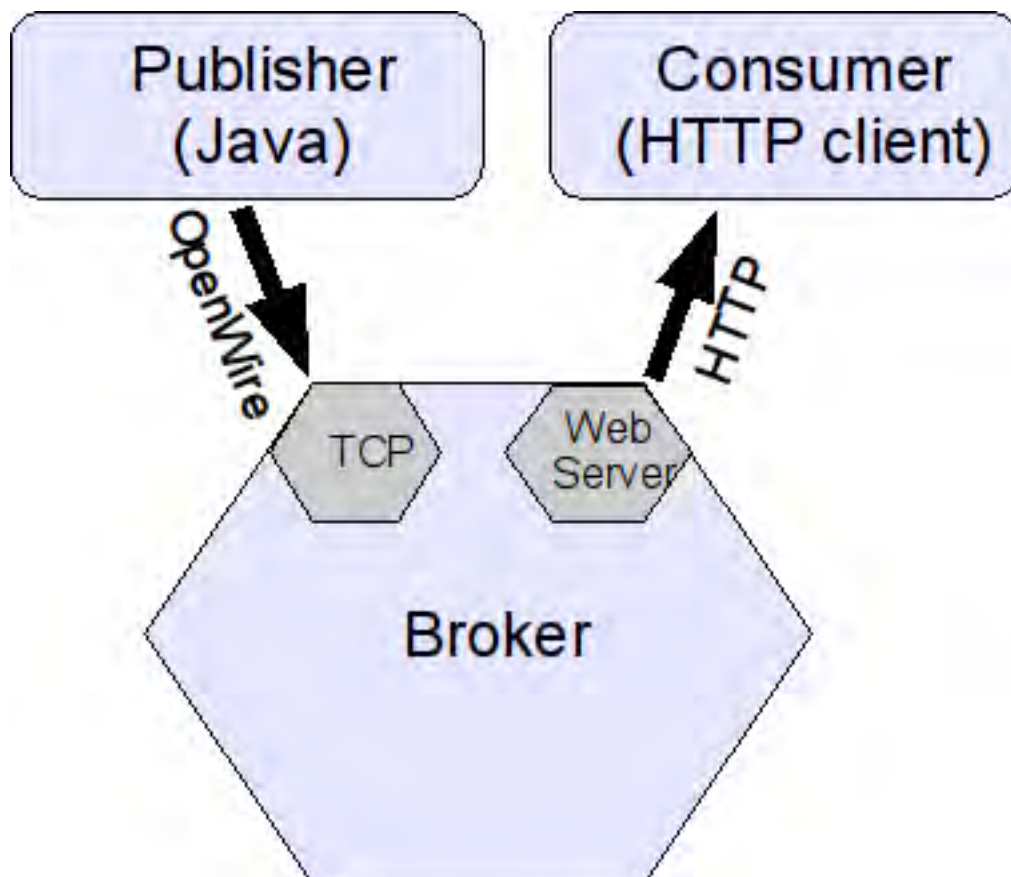 Publisher
(Java)
Consumer
(HTTP client)
OpenWire
HTTP
TCP
Web
Server
Broker